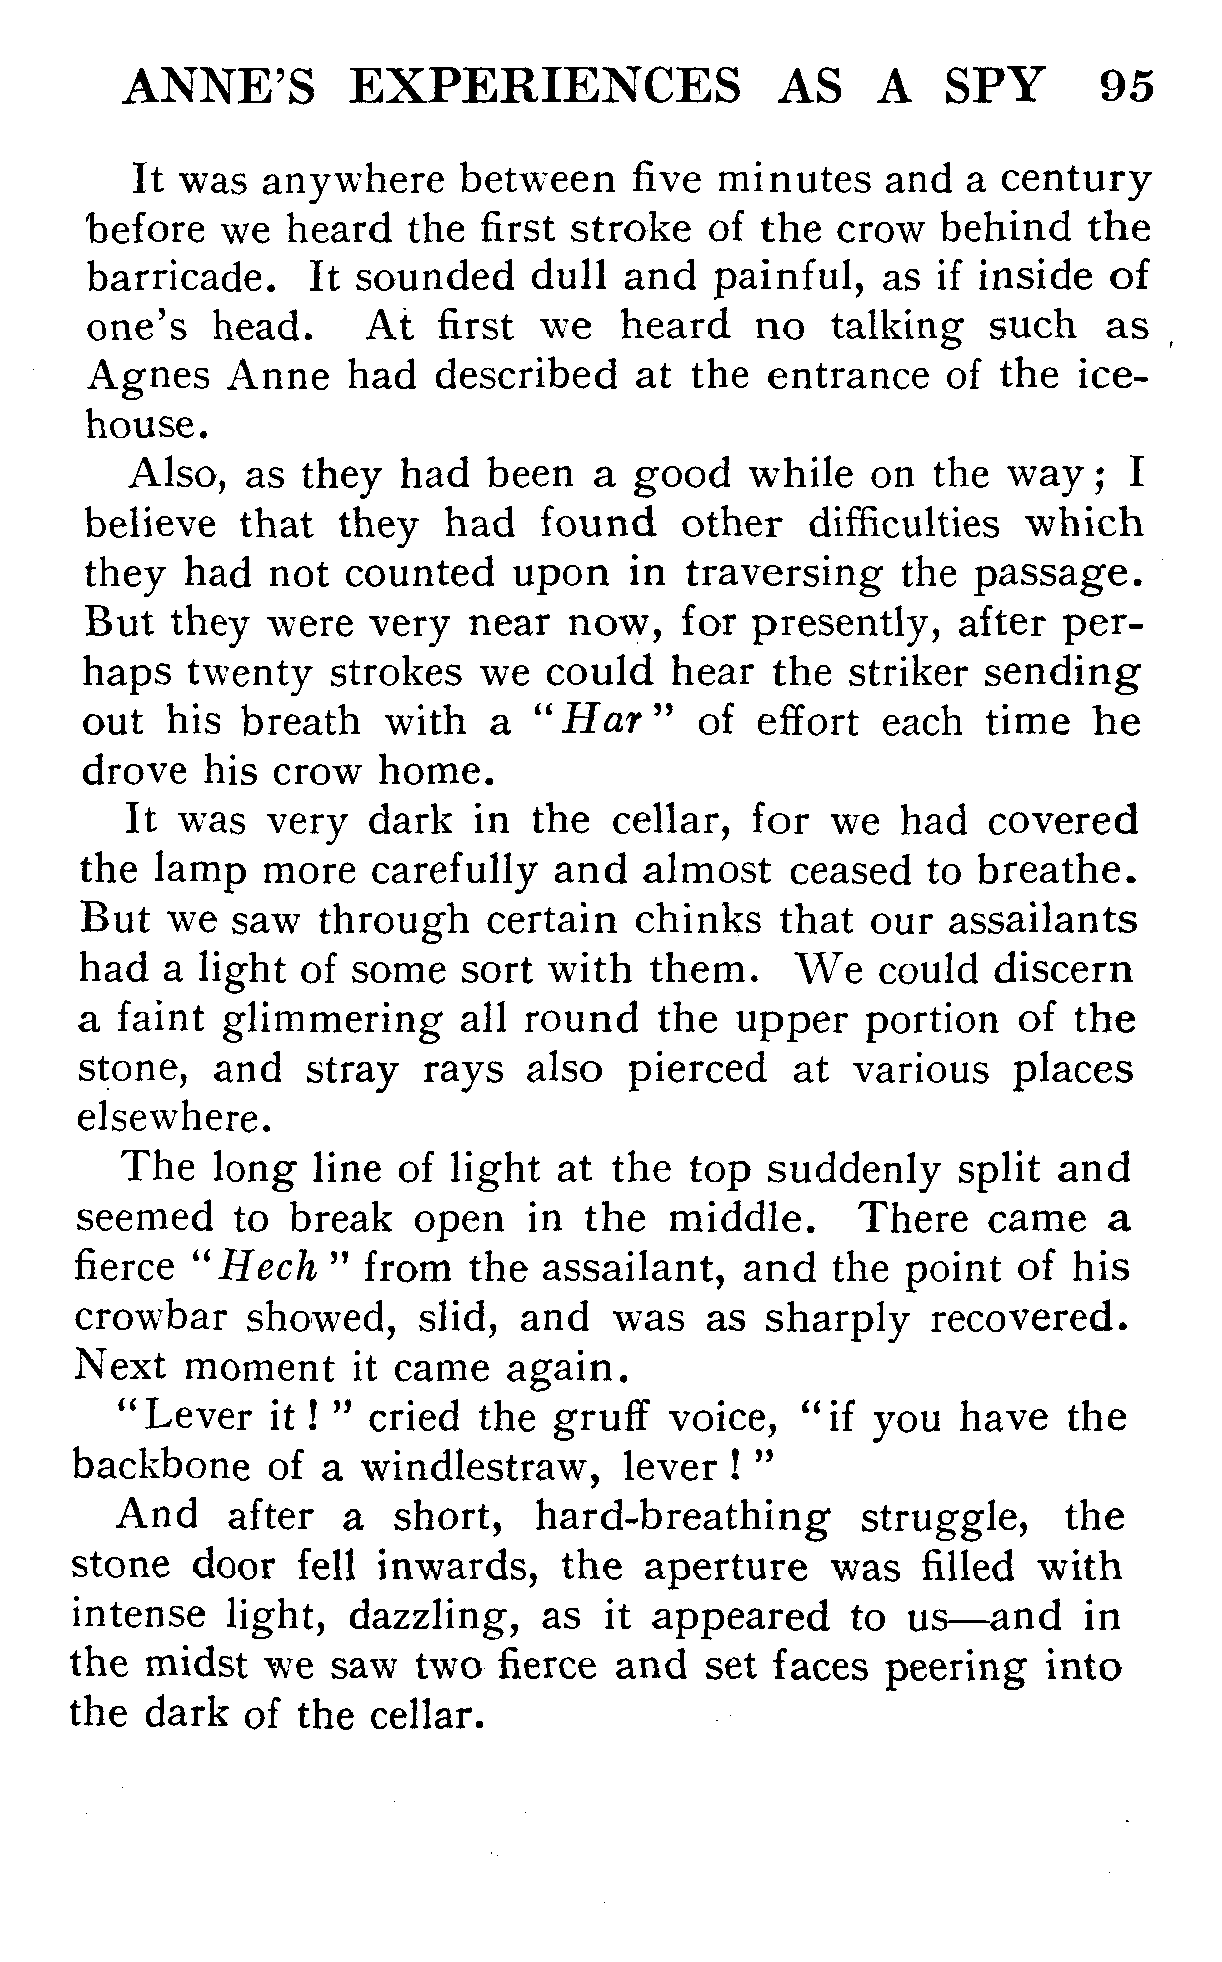 ANNE'S EXPERIENCES AS A SPY 95
It was anywhere between five minutes and a century
before we heard the first stroke of the crow behind the
barricade. It sounded dull and painful, as if inside of
one's head. At first we heard no talking such as
Agnes Anne had described at the entrance of the ice-
house.
Also, as they had been a good while on the way; I
believe that they had found other difficulties which
they had not counted upon in traversing the passage.
But they were very near now, for presently, after per-
haps twenty strokes we could hear the striker sending
out his breath with a "Har" of effort each time he
drove his crow home.
It was very dark in the cellar, for we had covered
the lamp more carefully and almost ceased to breathe.
But we saw through certain chinks that our assailants
had a light of some sort with them. We could discern
a faint glimmering all round the upper portion of the
stone, and stray rays also pierced at various places
elsewhere.
The long line of light at the top suddenly split and
seemed to break open in the middle. There came a
fierce "Hech" from the assailant, and the point of his
crowbar showed, slid, and was as sharply recovered.
Next moment it came again.
"Lever it!" cried the gruff voice, "if you have the
backbone of a windlestraw, lever!"
And after a short, hard-breathing struggle, the
stone door fell inwards, the aperture was filled with
intense light, dazzling, as it appeared to us—and in
the midst we saw two fierce and set faces peering into
the dark of the cellar.